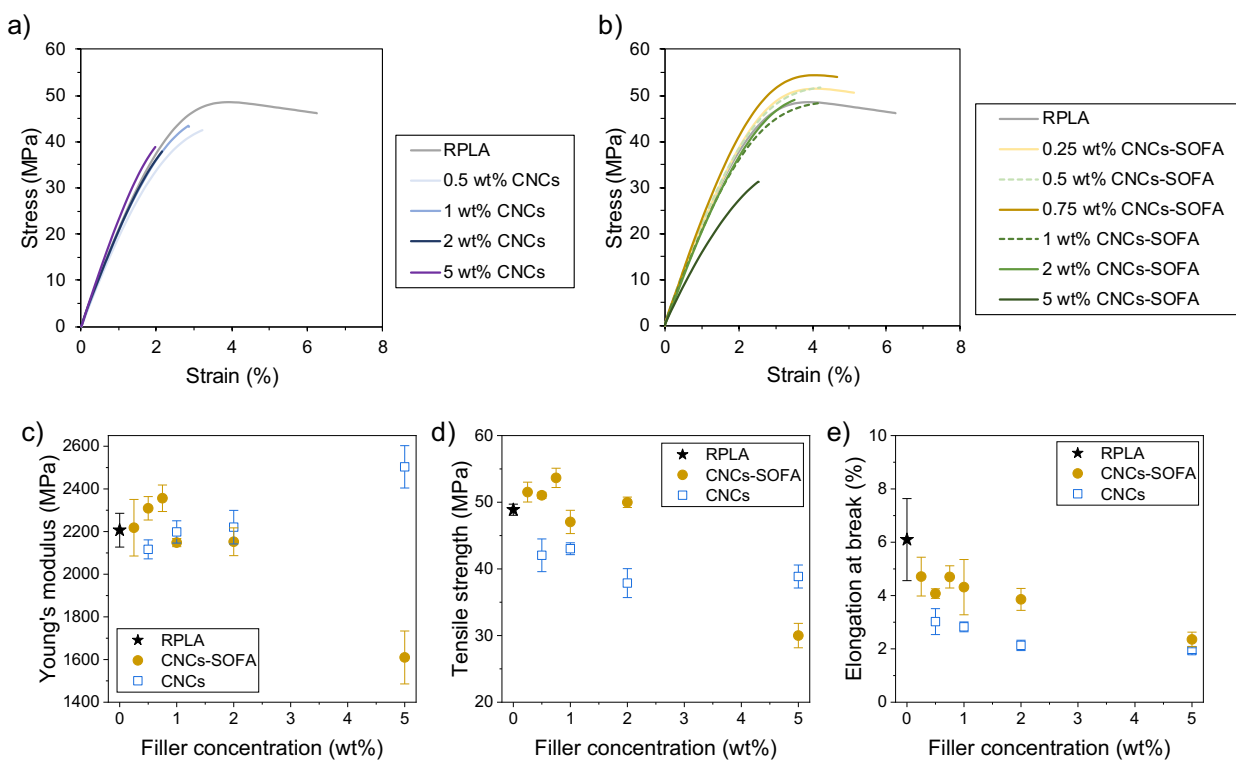 a)
60
50
40
30
20
10
0
0 2 4 6 8
Stress (MPa)
Strain (%)
RPLA
0.5 wt% CNCs
1 wt% CNCs
2 wt% CNCs
5 wt% CNCs
b)
60
50
40
30
20
10
0
0 2 4 6 8
Stress (MPa)
Strain (%)
RPLA
0.25 wt% CNCs-SOFA
0.5 wt% CNCs-SOFA
0.75 wt% CNCs-SOFA
1 wt% CNCs-SOFA
2 wt% CNCs-SOFA
5 wt% CNCs-SOFA
c)
2600
2400
2200
2000
1800
1600
1400
0 1 2 3 4 5
Young's modulus (MPa)
Filler concentration (wt%)
RPLA
CNCs-SOFA
CNCs
d)
60
50
40
30
20
0 1 2 3 4 5
Tensile strength (MPa)
Filler concentration (wt%)
RPLA
CNCs-SOFA
CNCs
e)
10
8
6
4
2
0
0 1 2 3 4 5
Elongation at break (%)
Filler concentration (wt%)
RPLA
CNCs-SOFA
CNCs